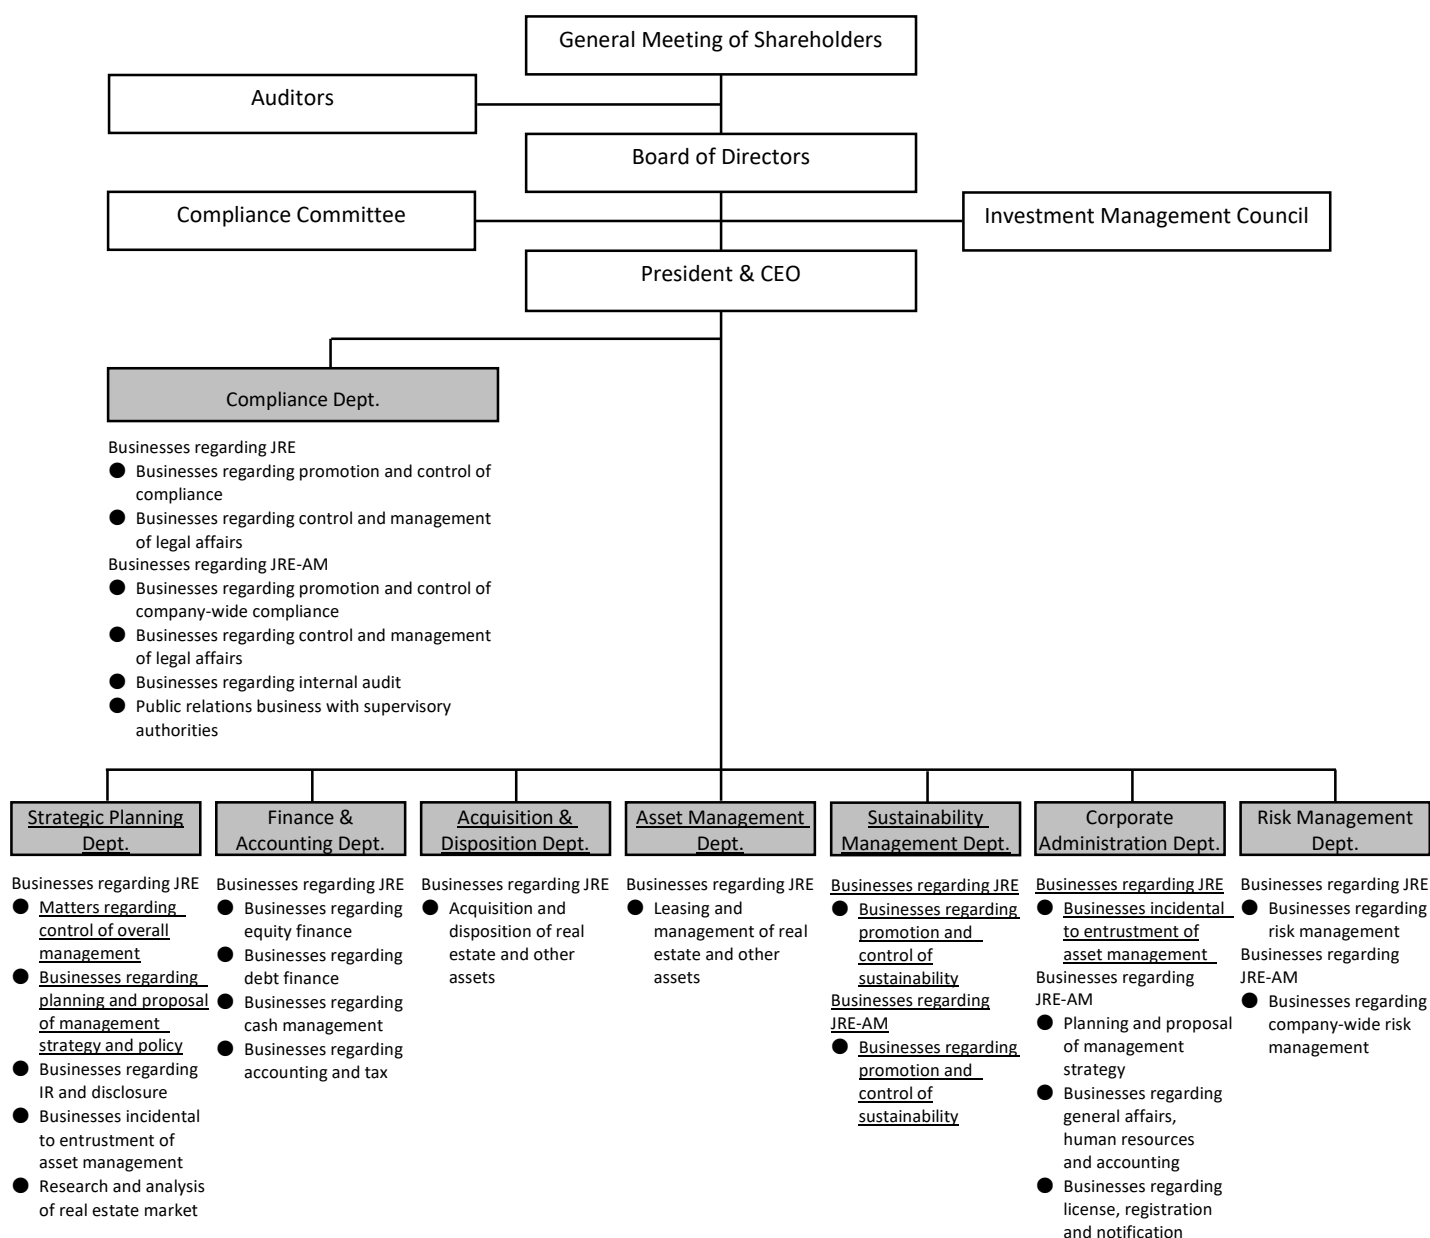 General Meeting of Shareholders
Auditors
Board of Directors
Compliance Committee
Investment Management Council
President & CEO
Compliance Dept.
Businesses regarding JRE
● Businesses regarding promotion and control of
compliance
● Businesses regarding control and management
of legal affairs
Businesses regarding JRE-AM
● Businesses regarding promotion and control of
company-wide compliance
● Businesses regarding control and management
of legal affairs
● Businesses regarding internal audit
● Public relations business with supervisory
authorities
Strategic Planning
Dept.
Businesses regarding JRE
● Matters regarding
control of overall
management
● Businesses regarding
planning and proposal
of management
strategy and policy
● Businesses regarding
IR and disclosure
● Businesses incidental
to entrustment of
asset management
● Research and analysis
of real estate market
Finance &
Accounting Dept.
Businesses regarding JRE
● Businesses regarding
equity finance
● Businesses regarding
debt finance
● Businesses regarding
cash management
● Businesses regarding
accounting and tax
Acquisition &
Disposition Dept.
Businesses regarding JRE
● Acquisition and
disposition of real
estate and other
assets
Asset Management
Dept.
Businesses regarding JRE
● Leasing and
management of real
estate and other
assets
Sustainability
Management Dept.
Businesses regarding JRE
● Businesses regarding
promotion and
control of
sustainability
Businesses regarding
JRE-AM
● Businesses regarding
promotion and
control of
sustainability
Corporate
Administration Dept.
Businesses regarding JRE
● Businesses incidental
to entrustment of
asset management
Businesses regarding
JRE-AM
● Planning and proposal
of management
strategy
● Businesses regarding
general affairs,
human resources
and accounting
● Businesses regarding
license, registration
and notification
Risk Management
Dept.
Businesses regarding JRE
● Businesses regarding
risk management
Businesses regarding
JRE-AM
● Businesses regarding
company-wide risk
management